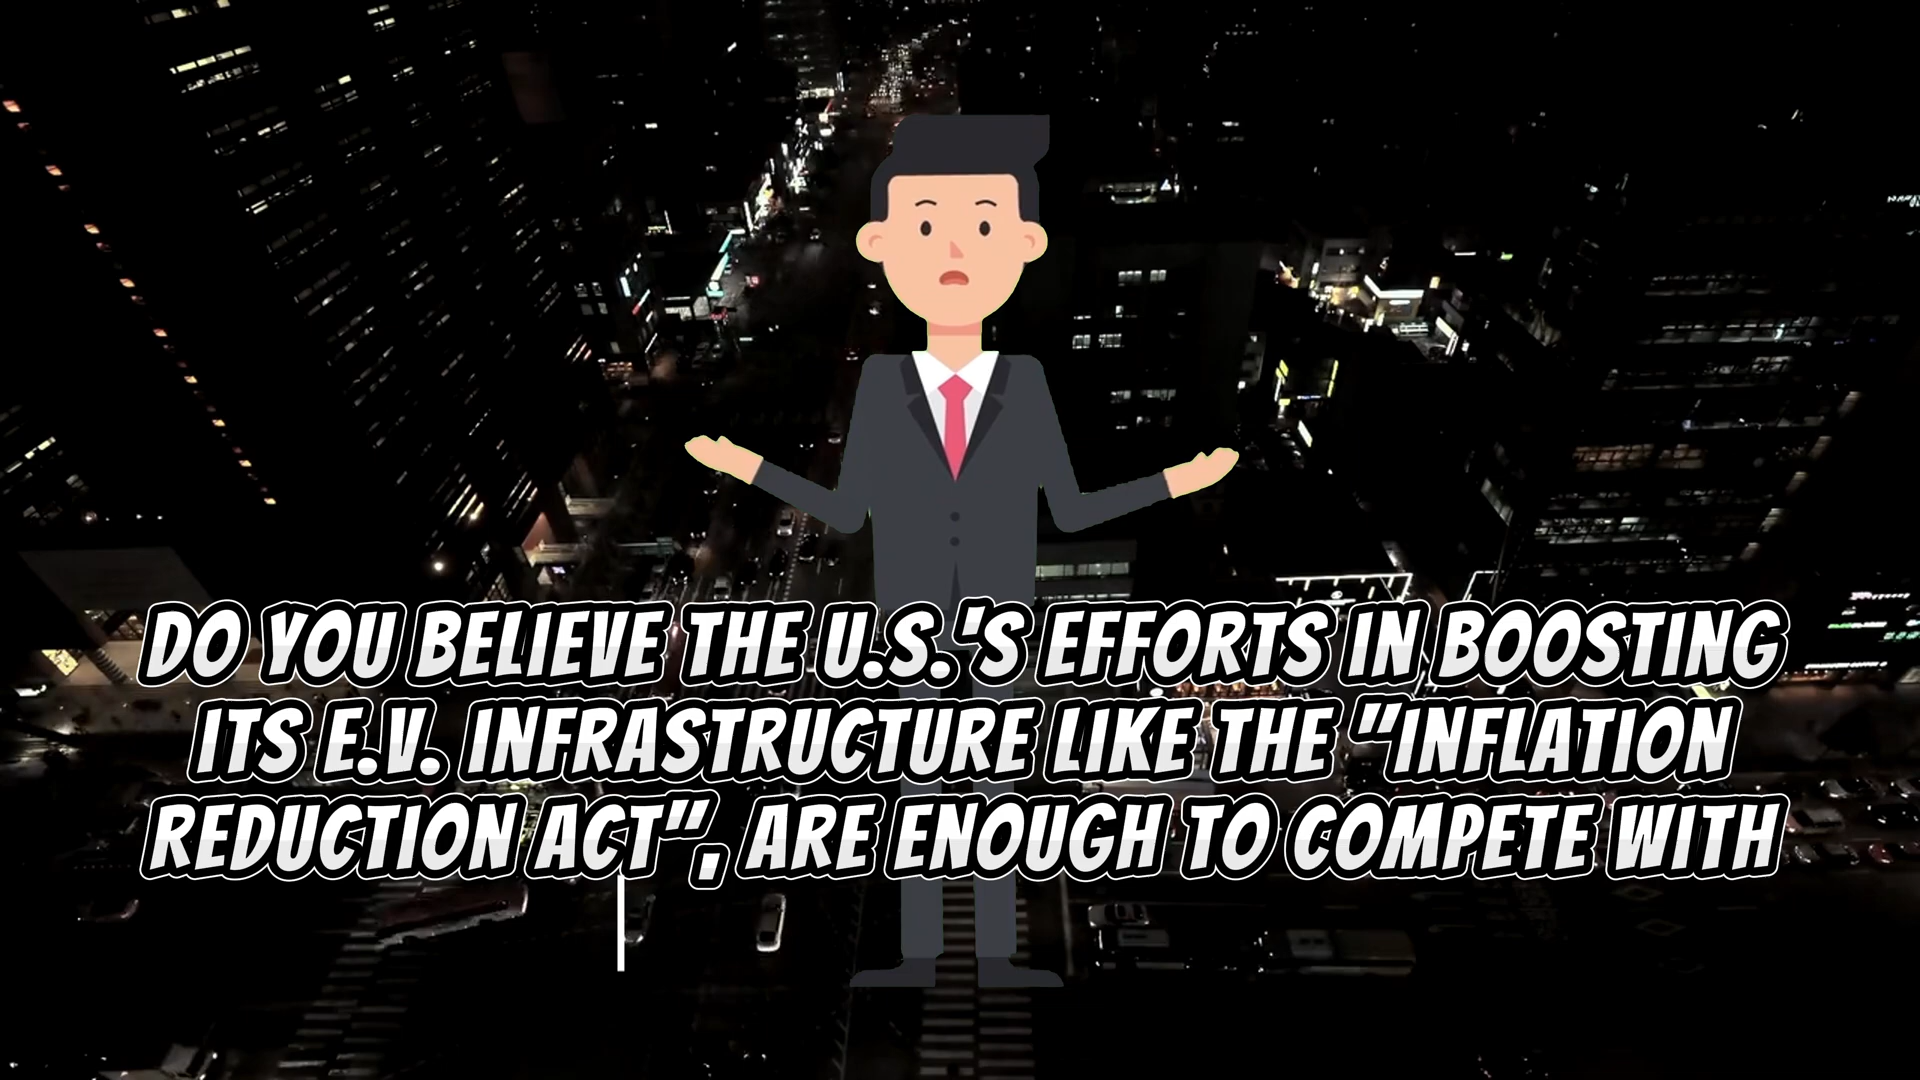 DO YOU BELIEVE THE U.S.'S EFFORTS IN BOOSTING
ITS E.V. INFRASTRUCTURE LIKE THE "INFLATION
REDUCTION ACT", ARE ENOUGH TO COMPETE WITH